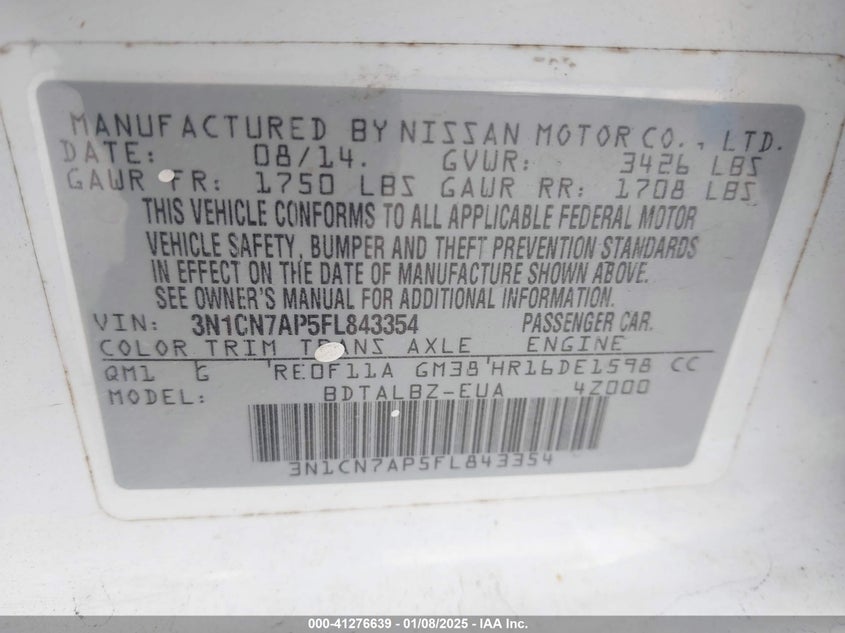 MANUFACTURED BY NISSAN MOTOR CO., LTD.
DATE: 08/14. GVWR: 3426 LBS
GAWR FR: 1750 LBS GAWR RR: 1708 LBS
THIS VEHICLE CONFORMS TO ALL APPLICABLE FEDERAL MOTOR
VEHICLE SAFETY, BUMPER AND THEFT PREVENTION STANDARDS
IN EFFECT ON THE DATE OF MANUFACTURE SHOWN ABOVE.
SEE OWNER'S MANUAL FOR ADDITIONAL INFORMATION.
VIN: 3N1CN7AP5FL843354 PASSENGER CAR.
COLOR TRIM TRANS AXLE ENGINE
QM1 G RE0F11A GM38 HR16DE1598 CC
MODEL: BDTALBZ-EUA 4Z000
3N1CN7AP5FL843354
000-41276639 - 01/08/2025 - IAA Inc.